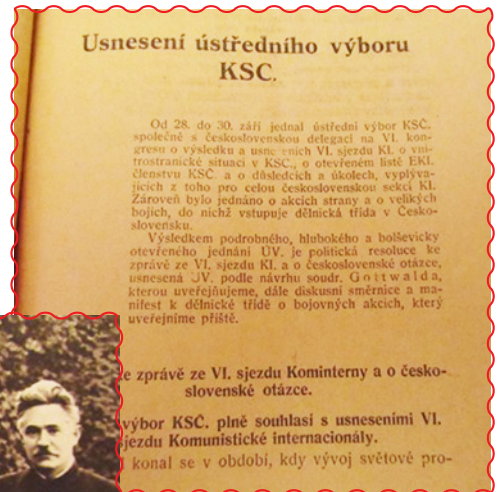 Usnesení ústředního výboru
KSC.
Od 28. do 30. září jednal ústřední výbor KSČ.
společně s československou delegací na VI. kon-
gresu o výsledku a usne eních VI. sjezdu KI. o vni-
trostranické situaci v KSC., o otevřeném listě EKI.
členstvu KSČ. a o důsledcích a úkolech, vyplýva-
jících z toho pro celou československou sekci KI.
Zároveň bylo jednáno o akcích strany a o velikých
bojích, do nichž vstupuje dělnická třída v Česko-
slovensku.
Výsledkem podrobného, hlubokého a bolševicky
otevřeného jednání ÚV. je politická resoluce ke
zprávě ze VI. sjezdu KI. a o československé otázce,
usnesená ÚV. podle návrhu soudr. Gottwalda,
kterou uveřejňujeme, dále diskusní směrnice a ma-
nifest k dělnické třídě o bojovných akcích, který
uveřejníme příště.
ze zprávě ze VI. sjezdu Kominterny a o česko-
slovenské otázce.
výbor KSČ. plně souhlasí s usneseními VI.
sjezdu Komunistické internacionály.
konal se v období, kdy vývoj světové pro-